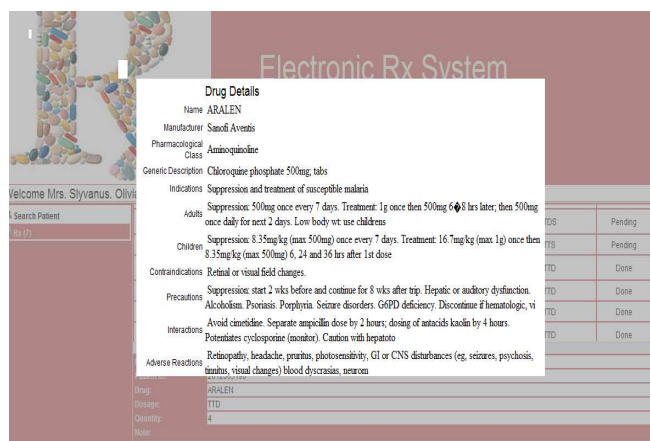 Electronic Rx System
Drug Details
Name ARALEN
Manufacturer Sanofi Aventis
Pharmacological
Class Aminoquinoline
Generic Description Chloroquine phosphate 500mg; tabs
Indications Suppression and treatment of susceptible malaria
Adults Suppression: 500mg once every 7 days. Treatment: 1g once then 500mg 6�8 hrs later; then 500mg
once daily for next 2 days. Low body wt: use childrens
Children Suppression: 8.35mg/kg (max 500mg) once every 7 days. Treatment: 16.7mg/kg (max 1g) once then
8.35mg/kg (max 500mg) 6, 24 and 36 hrs after 1st dose
Contraindications Retinal or visual field changes.
Precautions Suppression: start 2 wks before and continue for 8 wks after trip. Hepatic or auditory dysfunction.
Alcoholism. Psoriasis. Porphyria. Seizure disorders. G6PD deficiency. Discontinue if hematologic, vi
Interactions Avoid cimetidine. Separate ampicillin dose by 2 hours; dosing of antacids kaolin by 4 hours.
Potentiates cyclosporine (monitor). Caution with hepatoto
Adverse Reactions Retinopathy, headache, pruritus, photosensitivity, GI or CNS disturbances (eg, seizures, psychosis,
tinnitus, visual changes) blood dyscrasias, neurom
Welcome Mrs. Slyvanus. Olivia
Search Patient
Rx (7)
TDS Pending
TTS Pending
TTD Done
TTD Done
TTD Done
TTD Done
Drug: ARALEN
Dosage: TTD
Quantity: 4
Note: